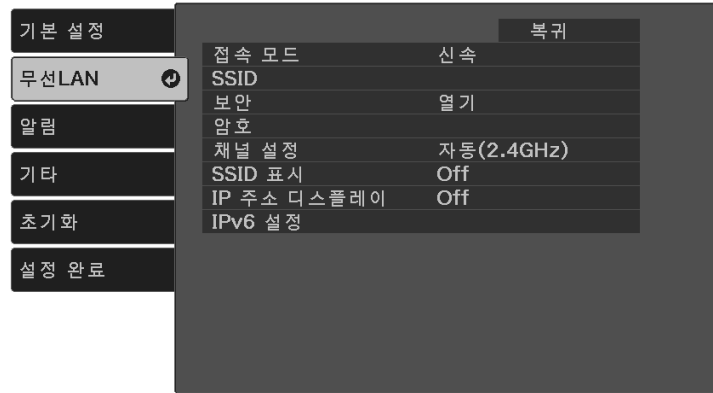 기본 설정
무선LAN
알림
기타
초기화
설정 완료
복귀
접속 모드 신속
SSID
보안 열기
암호
채널 설정 자동(2.4GHz)
SSID 표시 Off
IP 주소 디스플레이 Off
IPv6 설정